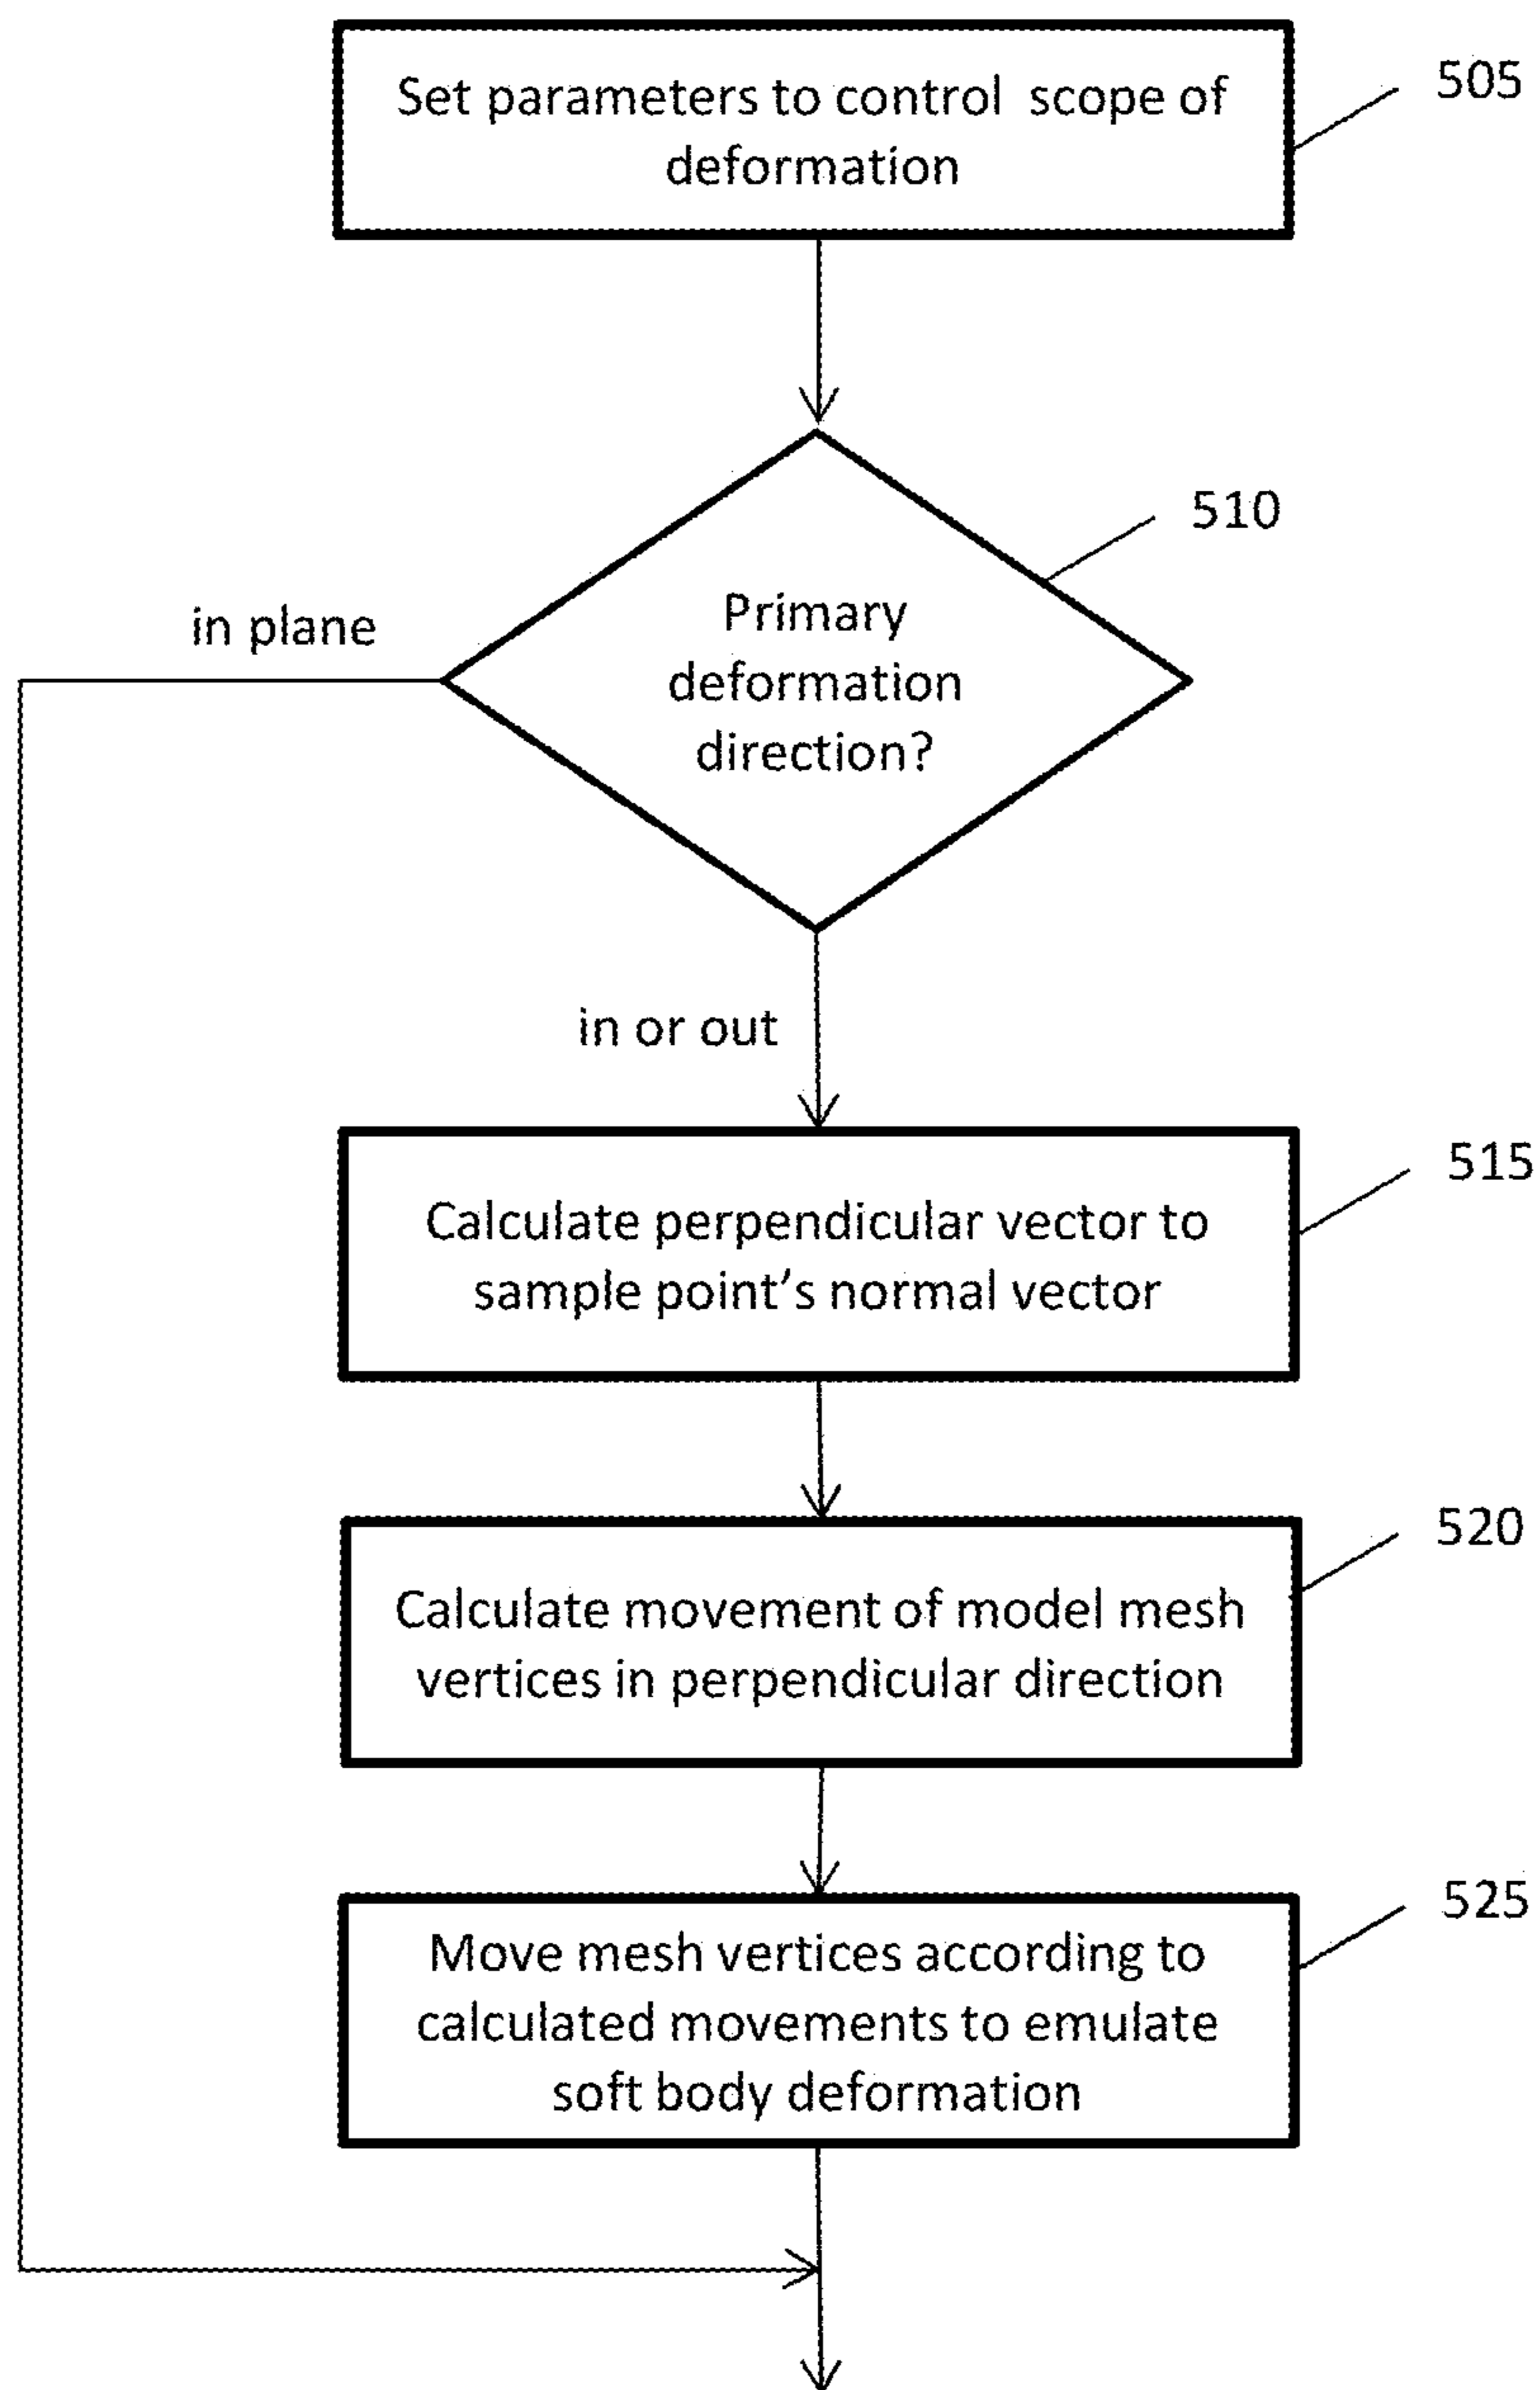 Set parameters to control scope of
deformation
505
510
in plane
Primary
deformation
direction?
in or out
515
Calculate perpendicular vector to
sample point's normal vector
520
Calculate movement of model mesh
vertices in perpendicular direction
525
Move mesh vertices according to
calculated movements to emulate
soft body deformation